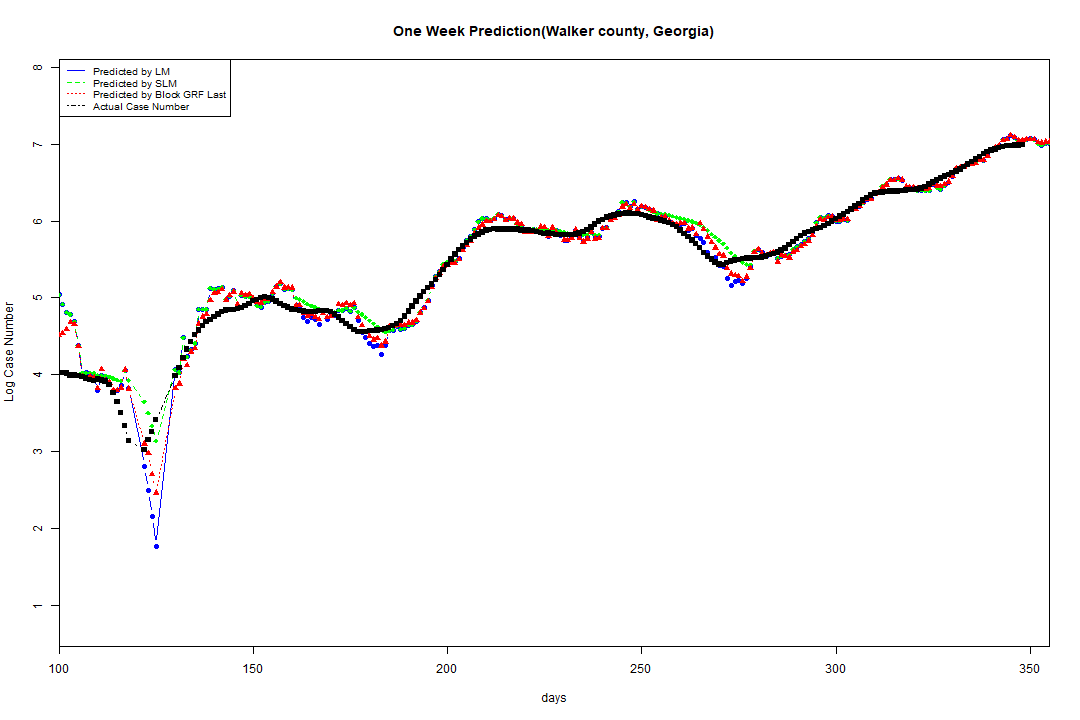 One Week Prediction(Walker county, Georgia)
Predicted by LM
Predicted by SLM
Predicted by Block GRF Last
Actual Case Number
8
7
6
5
4
3
2
1
Log Case Number
100 150 200 250 300 350
days